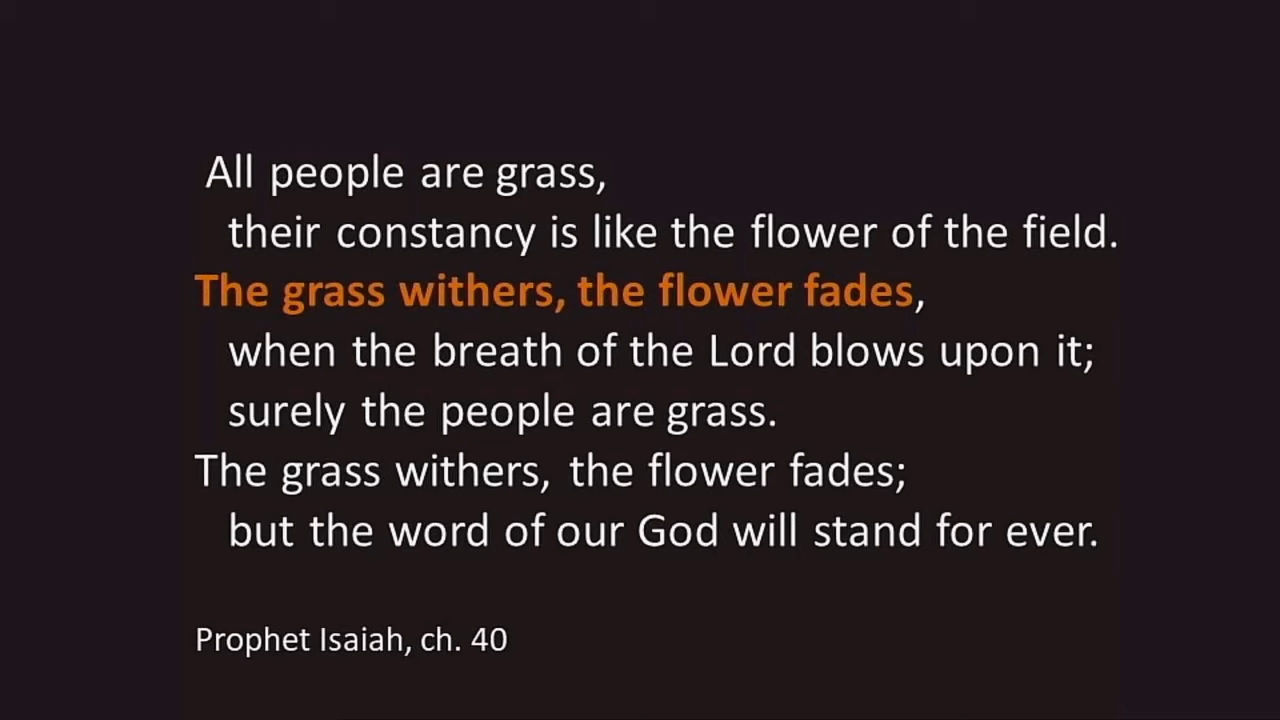 All people are grass,
their constancy is like the flower of the field.
The grass withers, the flower fades,
when the breath of the Lord blows upon it;
surely the people are grass.
The grass withers, the flower fades;
but the word of our God will stand for ever.
Prophet Isaiah, ch. 40